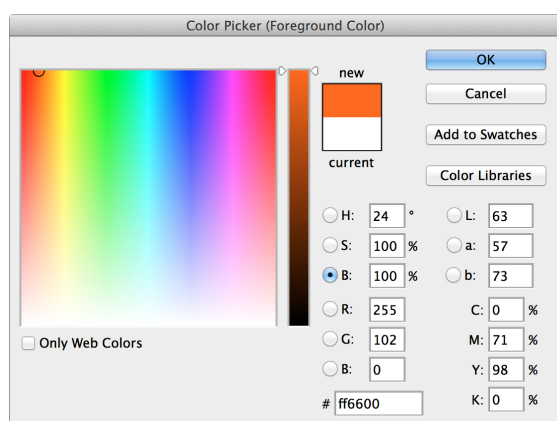 Color Picker (Foreground Color)
new
current
OK
Cancel
Add to Swatches
Color Libraries
H: 24 °
S: 100 %
B: 100 %
R: 255
G: 102
B: 0
# ff6600
L: 63
a: 57
b: 73
C: 0 %
M: 71 %
Y: 98 %
K: 0 %
Only Web Colors